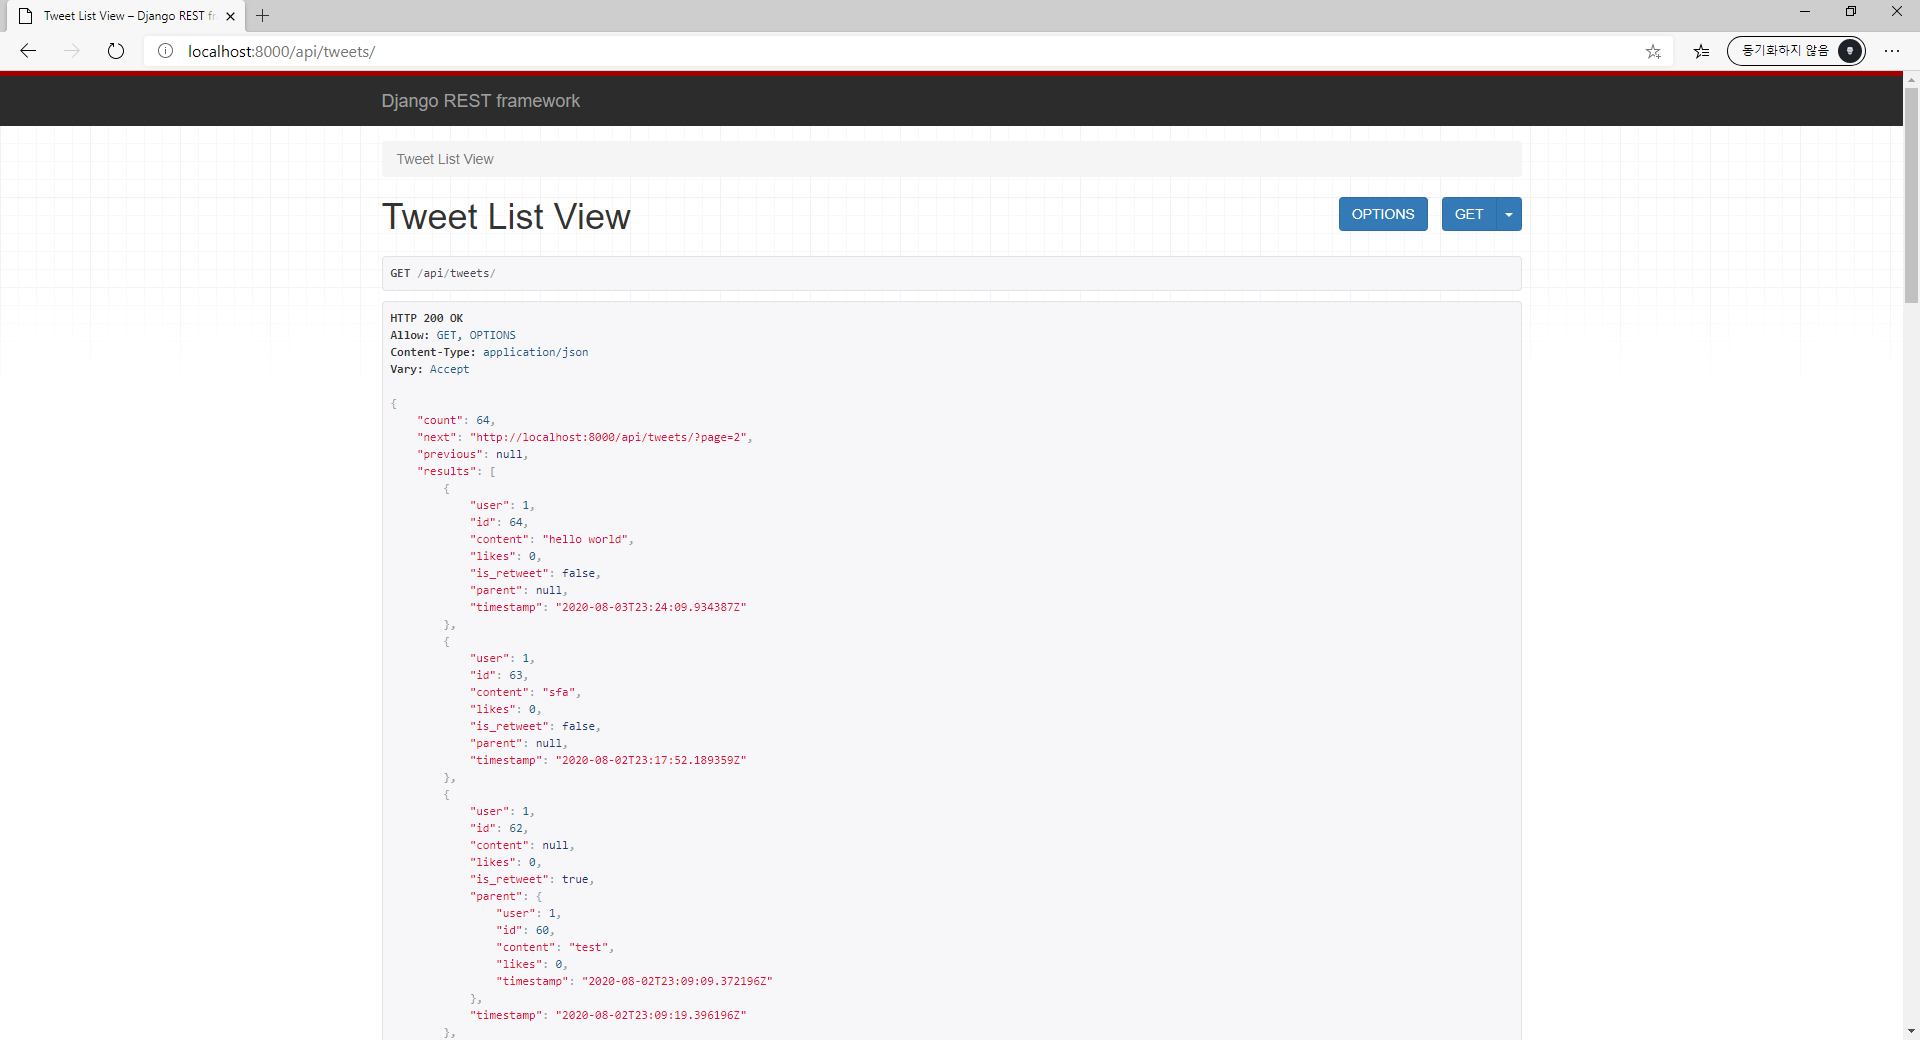 Tweet List View – Django REST fr
localhost:8000/api/tweets/
동기화하지 않음
Django REST framework
Tweet List View
Tweet List View
OPTIONS
GET
GET /api/tweets/
HTTP 200 OK
Allow: GET, OPTIONS
Content-Type: application/json
Vary: Accept
{
"count": 64,
"next": "http://localhost:8000/api/tweets/?page=2",
"previous": null,
"results": [
{
"user": 1,
"id": 64,
"content": "hello world",
"likes": 0,
"is_retweet": false,
"parent": null,
"timestamp": "2020-08-03T23:24:09.934387Z"
},
{
"user": 1,
"id": 63,
"content": "sfa",
"likes": 0,
"is_retweet": false,
"parent": null,
"timestamp": "2020-08-02T23:17:52.189359Z"
},
{
"user": 1,
"id": 62,
"content": null,
"likes": 0,
"is_retweet": true,
"parent": {
"user": 1,
"id": 60,
"content": "test",
"likes": 0,
"timestamp": "2020-08-02T23:09:09.372196Z"
},
"timestamp": "2020-08-02T23:09:19.396196Z"
},